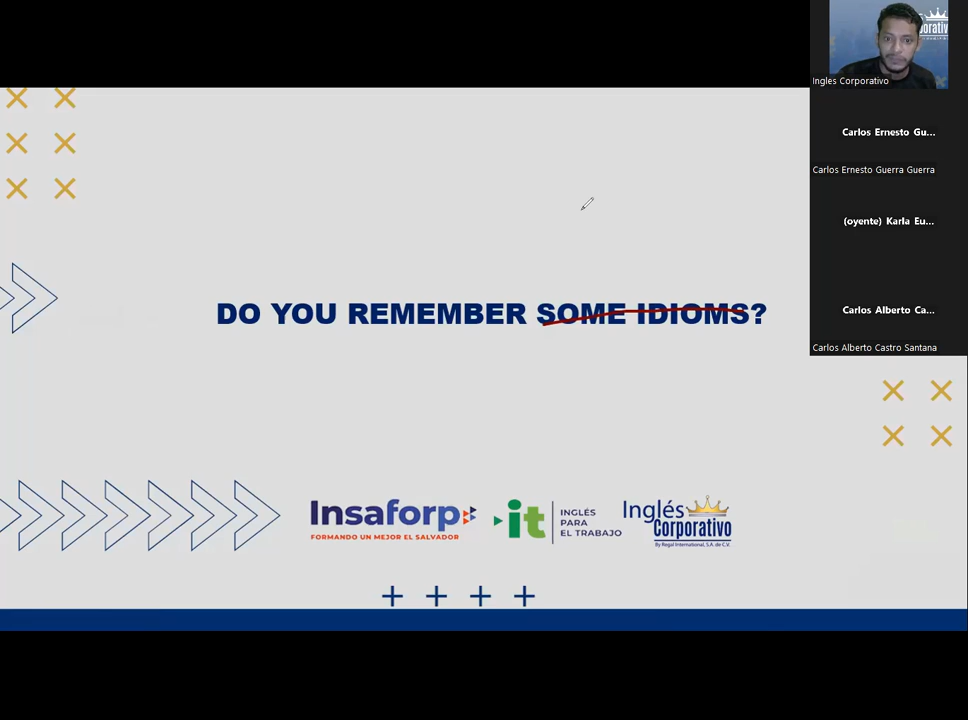 orativ
Ingles Corporativo
Carlos Ernesto Gu...
Carlos Ernesto Guerra Guerra
(oyente) Karla Eu...
Carlos Alberto Ca...
Carlos Alberto Castro Santana
DO YOU REMEMBER SOME IDIOMS?
Insaforp
FORMANDO UN MEJOR EL SALVADOR
it
INGLÉS
PARA
EL TRABAJO
Inglés
Corporativo
By Regal International, S.A. de C.V.